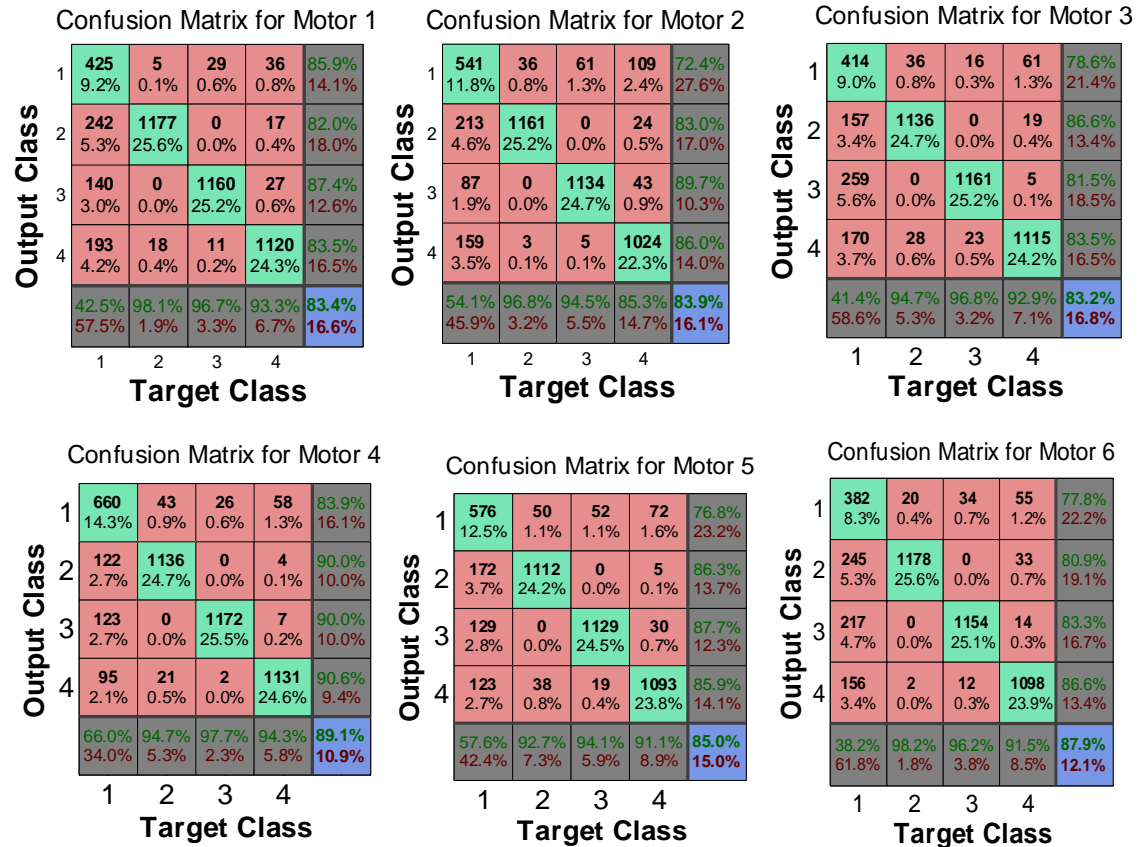 Confusion Matrix for Motor 1
1 425 5 29 36 85.9%
9.2% 0.1% 0.6% 0.8% 14.1%
2 242 1177 0 17 82.0%
5.3% 25.6% 0.0% 0.4% 18.0%
3 140 0 1160 27 87.4%
3.0% 0.0% 25.2% 0.6% 12.6%
4 193 18 11 1120 83.5%
4.2% 0.4% 0.2% 24.3% 16.5%
42.5% 98.1% 96.7% 93.3% 83.4%
57.5% 1.9% 3.3% 6.7% 16.6%
1 2 3 4
Target Class
Output Class
Confusion Matrix for Motor 2
1 541 36 61 109 72.4%
11.8% 0.8% 1.3% 2.4% 27.6%
2 213 1161 0 24 83.0%
4.6% 25.2% 0.0% 0.5% 17.0%
3 87 0 1134 43 89.7%
1.9% 0.0% 24.7% 0.9% 10.3%
4 159 3 5 1024 86.0%
3.5% 0.1% 0.1% 22.3% 14.0%
54.1% 96.8% 94.5% 85.3% 83.9%
45.9% 3.2% 5.5% 14.7% 16.1%
1 2 3 4
Target Class
Output Class
Confusion Matrix for Motor 3
1 414 36 16 61 78.6%
9.0% 0.8% 0.3% 1.3% 21.4%
2 157 1136 0 19 86.6%
3.4% 24.7% 0.0% 0.4% 13.4%
3 259 0 1161 5 81.5%
5.6% 0.0% 25.2% 0.1% 18.5%
4 170 28 23 1115 83.5%
3.7% 0.6% 0.5% 24.2% 16.5%
41.4% 94.7% 96.8% 92.9% 83.2%
58.6% 5.3% 3.2% 7.1% 16.8%
1 2 3 4
Target Class
Output Class
Confusion Matrix for Motor 4
1 660 43 26 58 83.9%
14.3% 0.9% 0.6% 1.3% 16.1%
2 122 1136 0 4 90.0%
2.7% 24.7% 0.0% 0.1% 10.0%
3 123 0 1172 7 90.0%
2.7% 0.0% 25.5% 0.2% 10.0%
4 95 21 2 1131 90.6%
2.1% 0.5% 0.0% 24.6% 9.4%
66.0% 94.7% 97.7% 94.3% 89.1%
34.0% 5.3% 2.3% 5.8% 10.9%
1 2 3 4
Target Class
Output Class
Confusion Matrix for Motor 5
1 576 50 52 72 76.8%
12.5% 1.1% 1.1% 1.6% 23.2%
2 172 1112 0 5 86.3%
3.7% 24.2% 0.0% 0.1% 13.7%
3 129 0 1129 30 87.7%
2.8% 0.0% 24.5% 0.7% 12.3%
4 123 38 19 1093 85.9%
2.7% 0.8% 0.4% 23.8% 14.1%
57.6% 92.7% 94.1% 91.1% 85.0%
42.4% 7.3% 5.9% 8.9% 15.0%
1 2 3 4
Target Class
Output Class
Confusion Matrix for Motor 6
1 382 20 34 55 77.8%
8.3% 0.4% 0.7% 1.2% 22.2%
2 245 1178 0 33 80.9%
5.3% 25.6% 0.0% 0.7% 19.1%
3 217 0 1154 14 83.3%
4.7% 0.0% 25.1% 0.3% 16.7%
4 156 2 12 1098 86.6%
3.4% 0.0% 0.3% 23.9% 13.4%
38.2% 98.2% 96.2% 91.5% 87.9%
61.8% 1.8% 3.8% 8.5% 12.1%
1 2 3 4
Target Class
Output Class